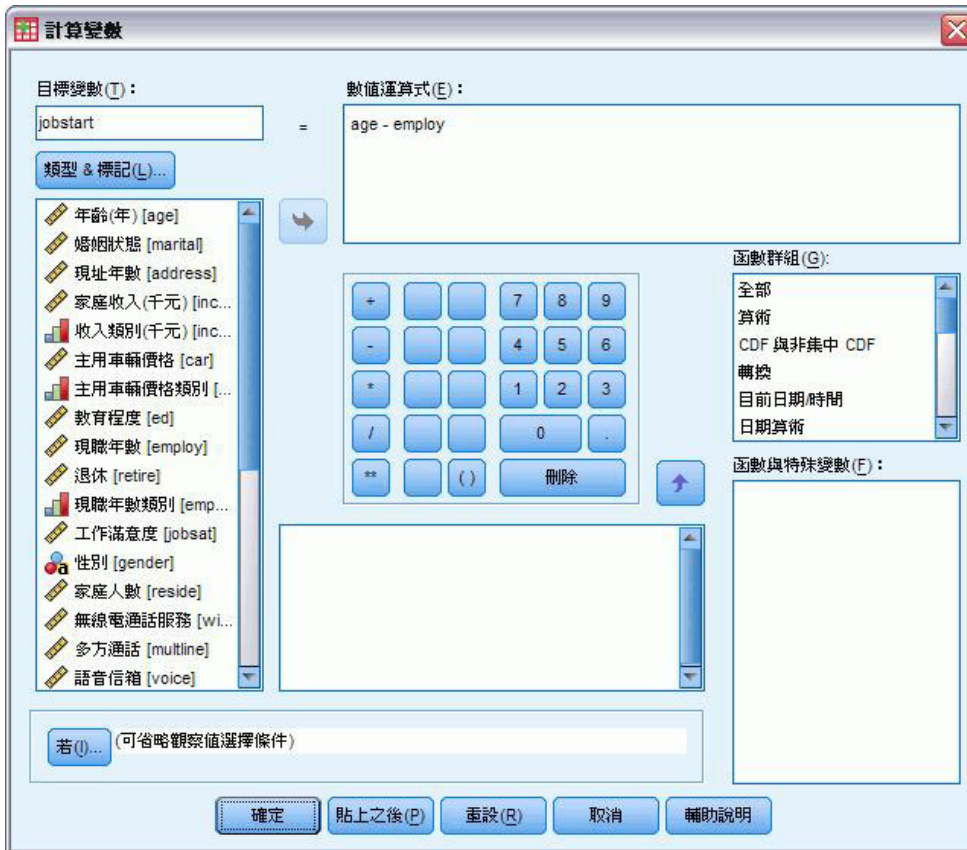 計算變數
目標變數(T)：
jobstart
=
數值運算式(E)：
age - employ
類型 & 標記(L)...
年齡(年) [age]
婚姻狀態 [marital]
現址年數 [address]
家庭收入(千元) [inc...
收入類別(千元) [inc...
主用車輛價格 [car]
主用車輛價格類別 [...
教育程度 [ed]
現職年數 [employ]
退休 [retire]
現職年數類別 [emp...
工作滿意度 [jobsat]
性別 [gender]
家庭人數 [reside]
無線電通話服務 [wi...
多方通話 [multline]
語音信箱 [voice]
+ 7 8 9
- 4 5 6
* 1 2 3
/ 0 .
** ( ) 刪除
函數群組(G):
全部
算術
CDF 與非集中 CDF
轉換
目前日期/時間
日期算術
函數與特殊變數(F)：
若(I)... (可省略觀察值選擇條件)
確定 貼上之後(P) 重設(R) 取消 輔助說明